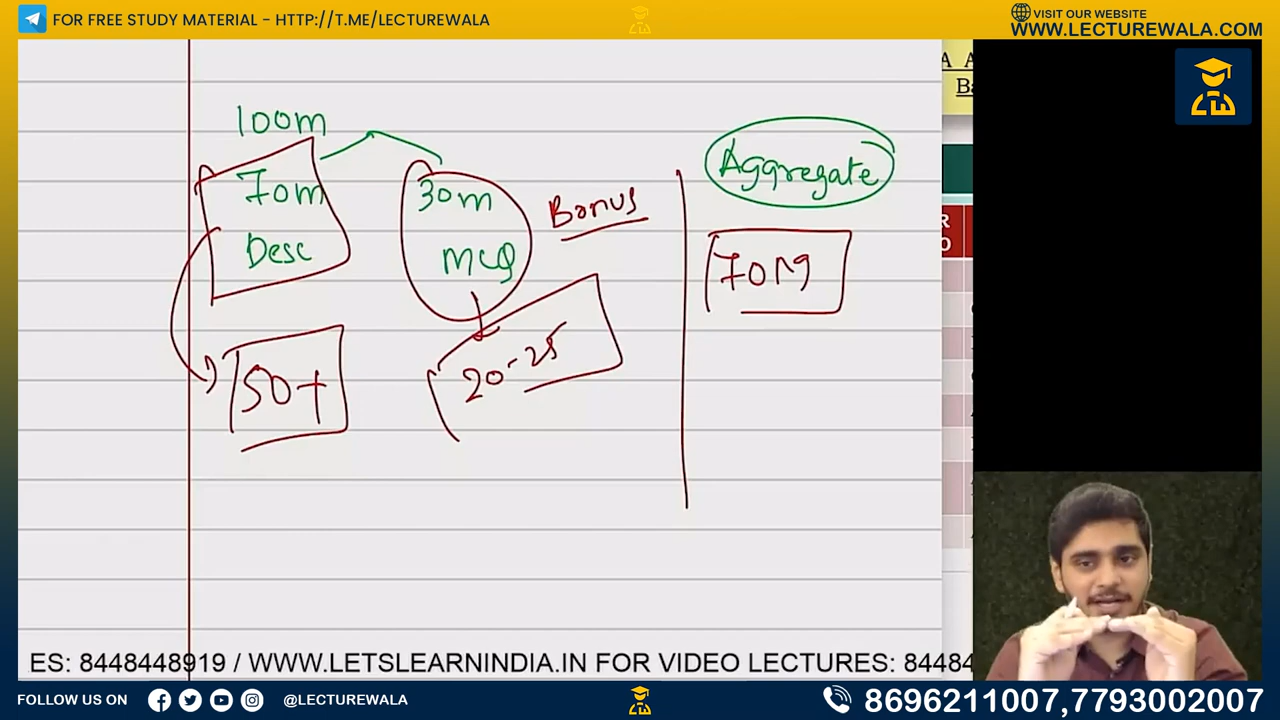 FOR FREE STUDY MATERIAL - HTTP://T.ME/LECTUREWALA
VISIT OUR WEBSITE
WWW.LECTUREWALA.COM
100m
70m
Desc
30m
MCQ
Bonus
50+
20-25
Aggregate
70M
ES: 8448448919 / WWW.LETSLEARNINDIA.IN FOR VIDEO LECTURES: 84484
FOLLOW US ON
@LECTUREWALA
8696211007,7793002007